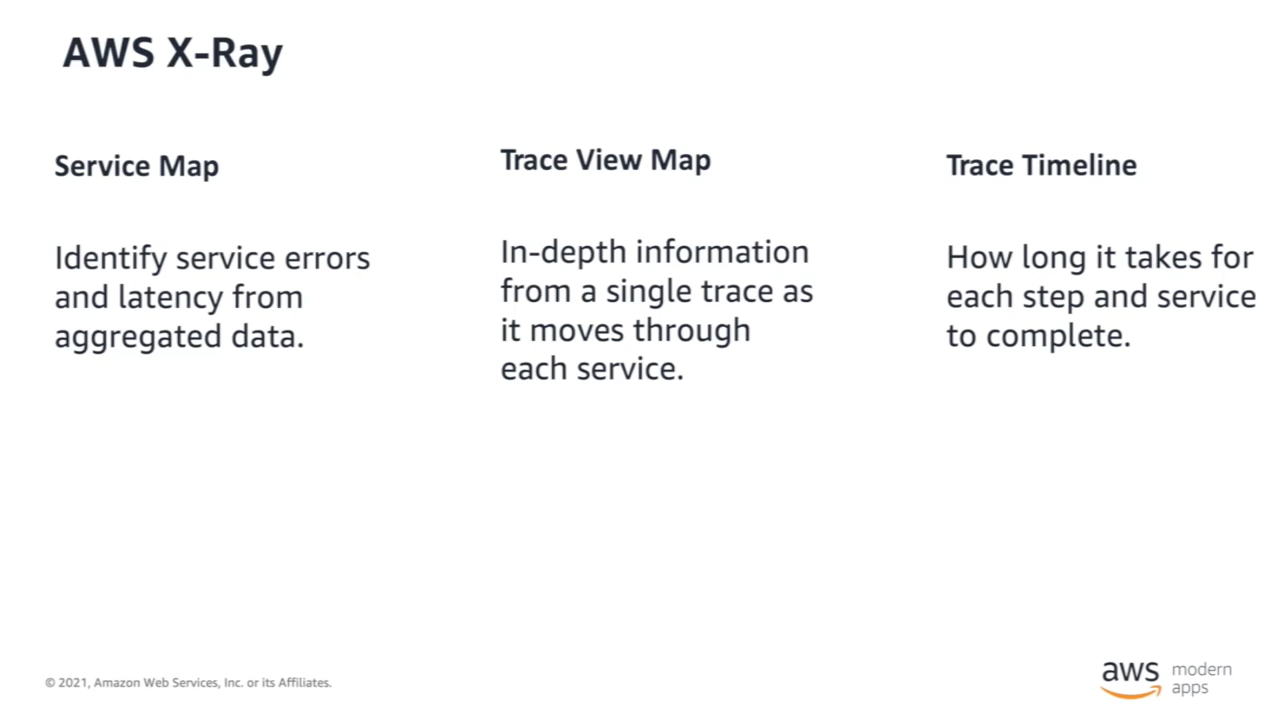 AWS X-Ray
Service Map
Identify service errors
and latency from
aggregated data.
Trace View Map
In-depth information
from a single trace as
it moves through
each service.
Trace Timeline
How long it takes for
each step and service
to complete.
© 2021, Amazon Web Services, Inc. or its Affiliates.
aws
modern
apps